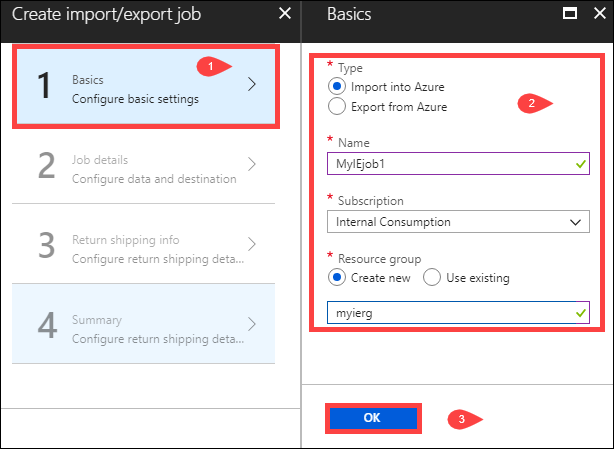 Create import/export job
1
Basics
Configure basic settings
1
2
Job details
Configure data and destination
3
Return shipping info
Configure return shipping deta...
4
Summary
Configure return shipping deta...
Basics
* Type
Import into Azure
Export from Azure
2
* Name
MyIEjob1
* Subscription
Internal Consumption
* Resource group
Create new Use existing
myierg
OK
3